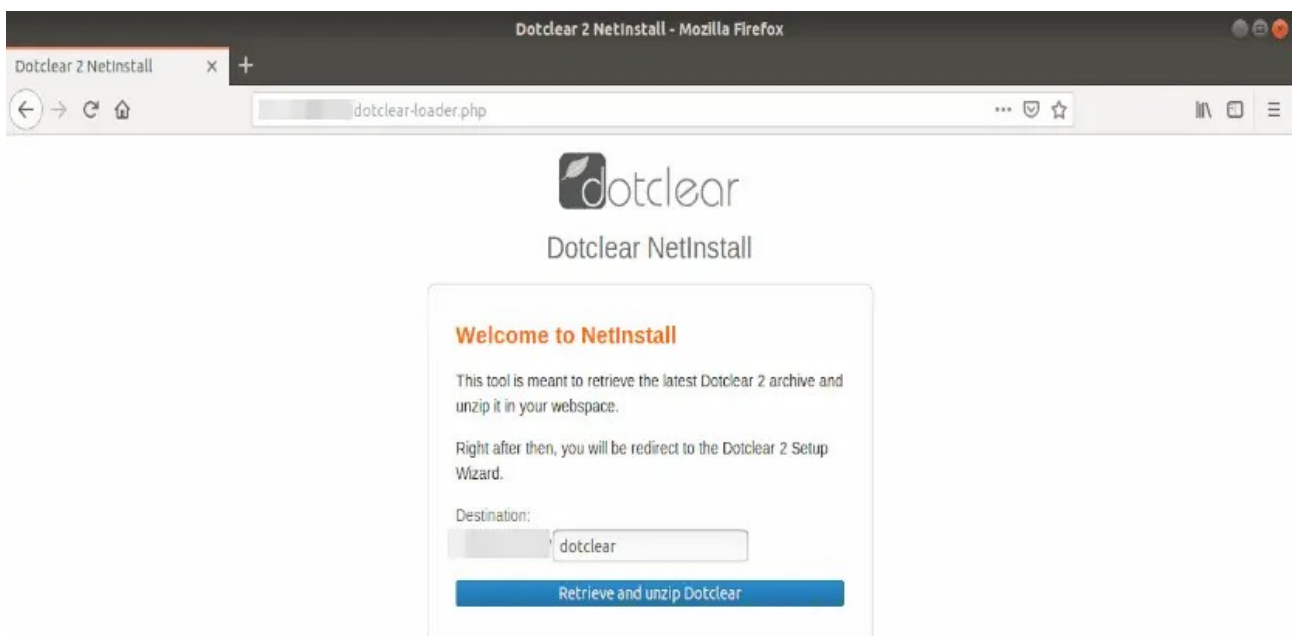 Dotclear 2 NetInstall - Mozilla Firefox
Dotclear 2 NetInstall
dotclear-loader.php
dotclear
Dotclear NetInstall
Welcome to NetInstall
This tool is meant to retrieve the latest Dotclear 2 archive and
unzip it in your webspace.
Right after then, you will be redirect to the Dotclear 2 Setup
Wizard.
Destination:
dotclear
Retrieve and unzip Dotclear